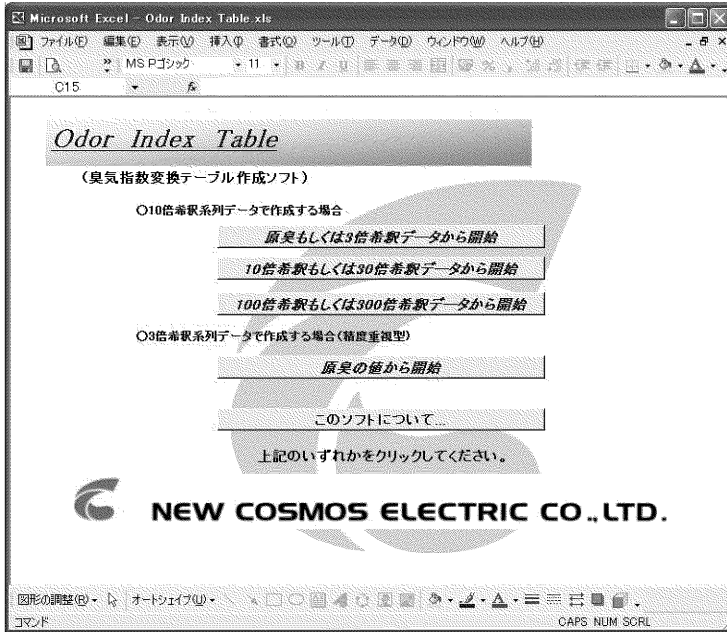 Microsoft Excel - Odor Index Table.xls
ファイル(F) 編集(E) 表示(V) 挿入(I) 書式(O) ツール(T) データ(D) ウィンドウ(W) ヘルプ(H)
MS Pゴシック 11 B I U
C15 fx
Odor Index Table
(臭気指数変換テーブル作成ソフト)
○10倍希釈系列データで作成する場合
原臭もしくは3倍希釈データから開始
10倍希釈もしくは30倍希釈データから開始
100倍希釈もしくは300倍希釈データから開始
○3倍希釈系列データで作成する場合(精度重視型)
原臭の値から開始
このソフトについて...
上記のいずれかをクリックしてください。
NEW COSMOS ELECTRIC CO.,LTD.
図形の調整(R) オートシェイプ(U)
コマンド CAPS NUM SCRL